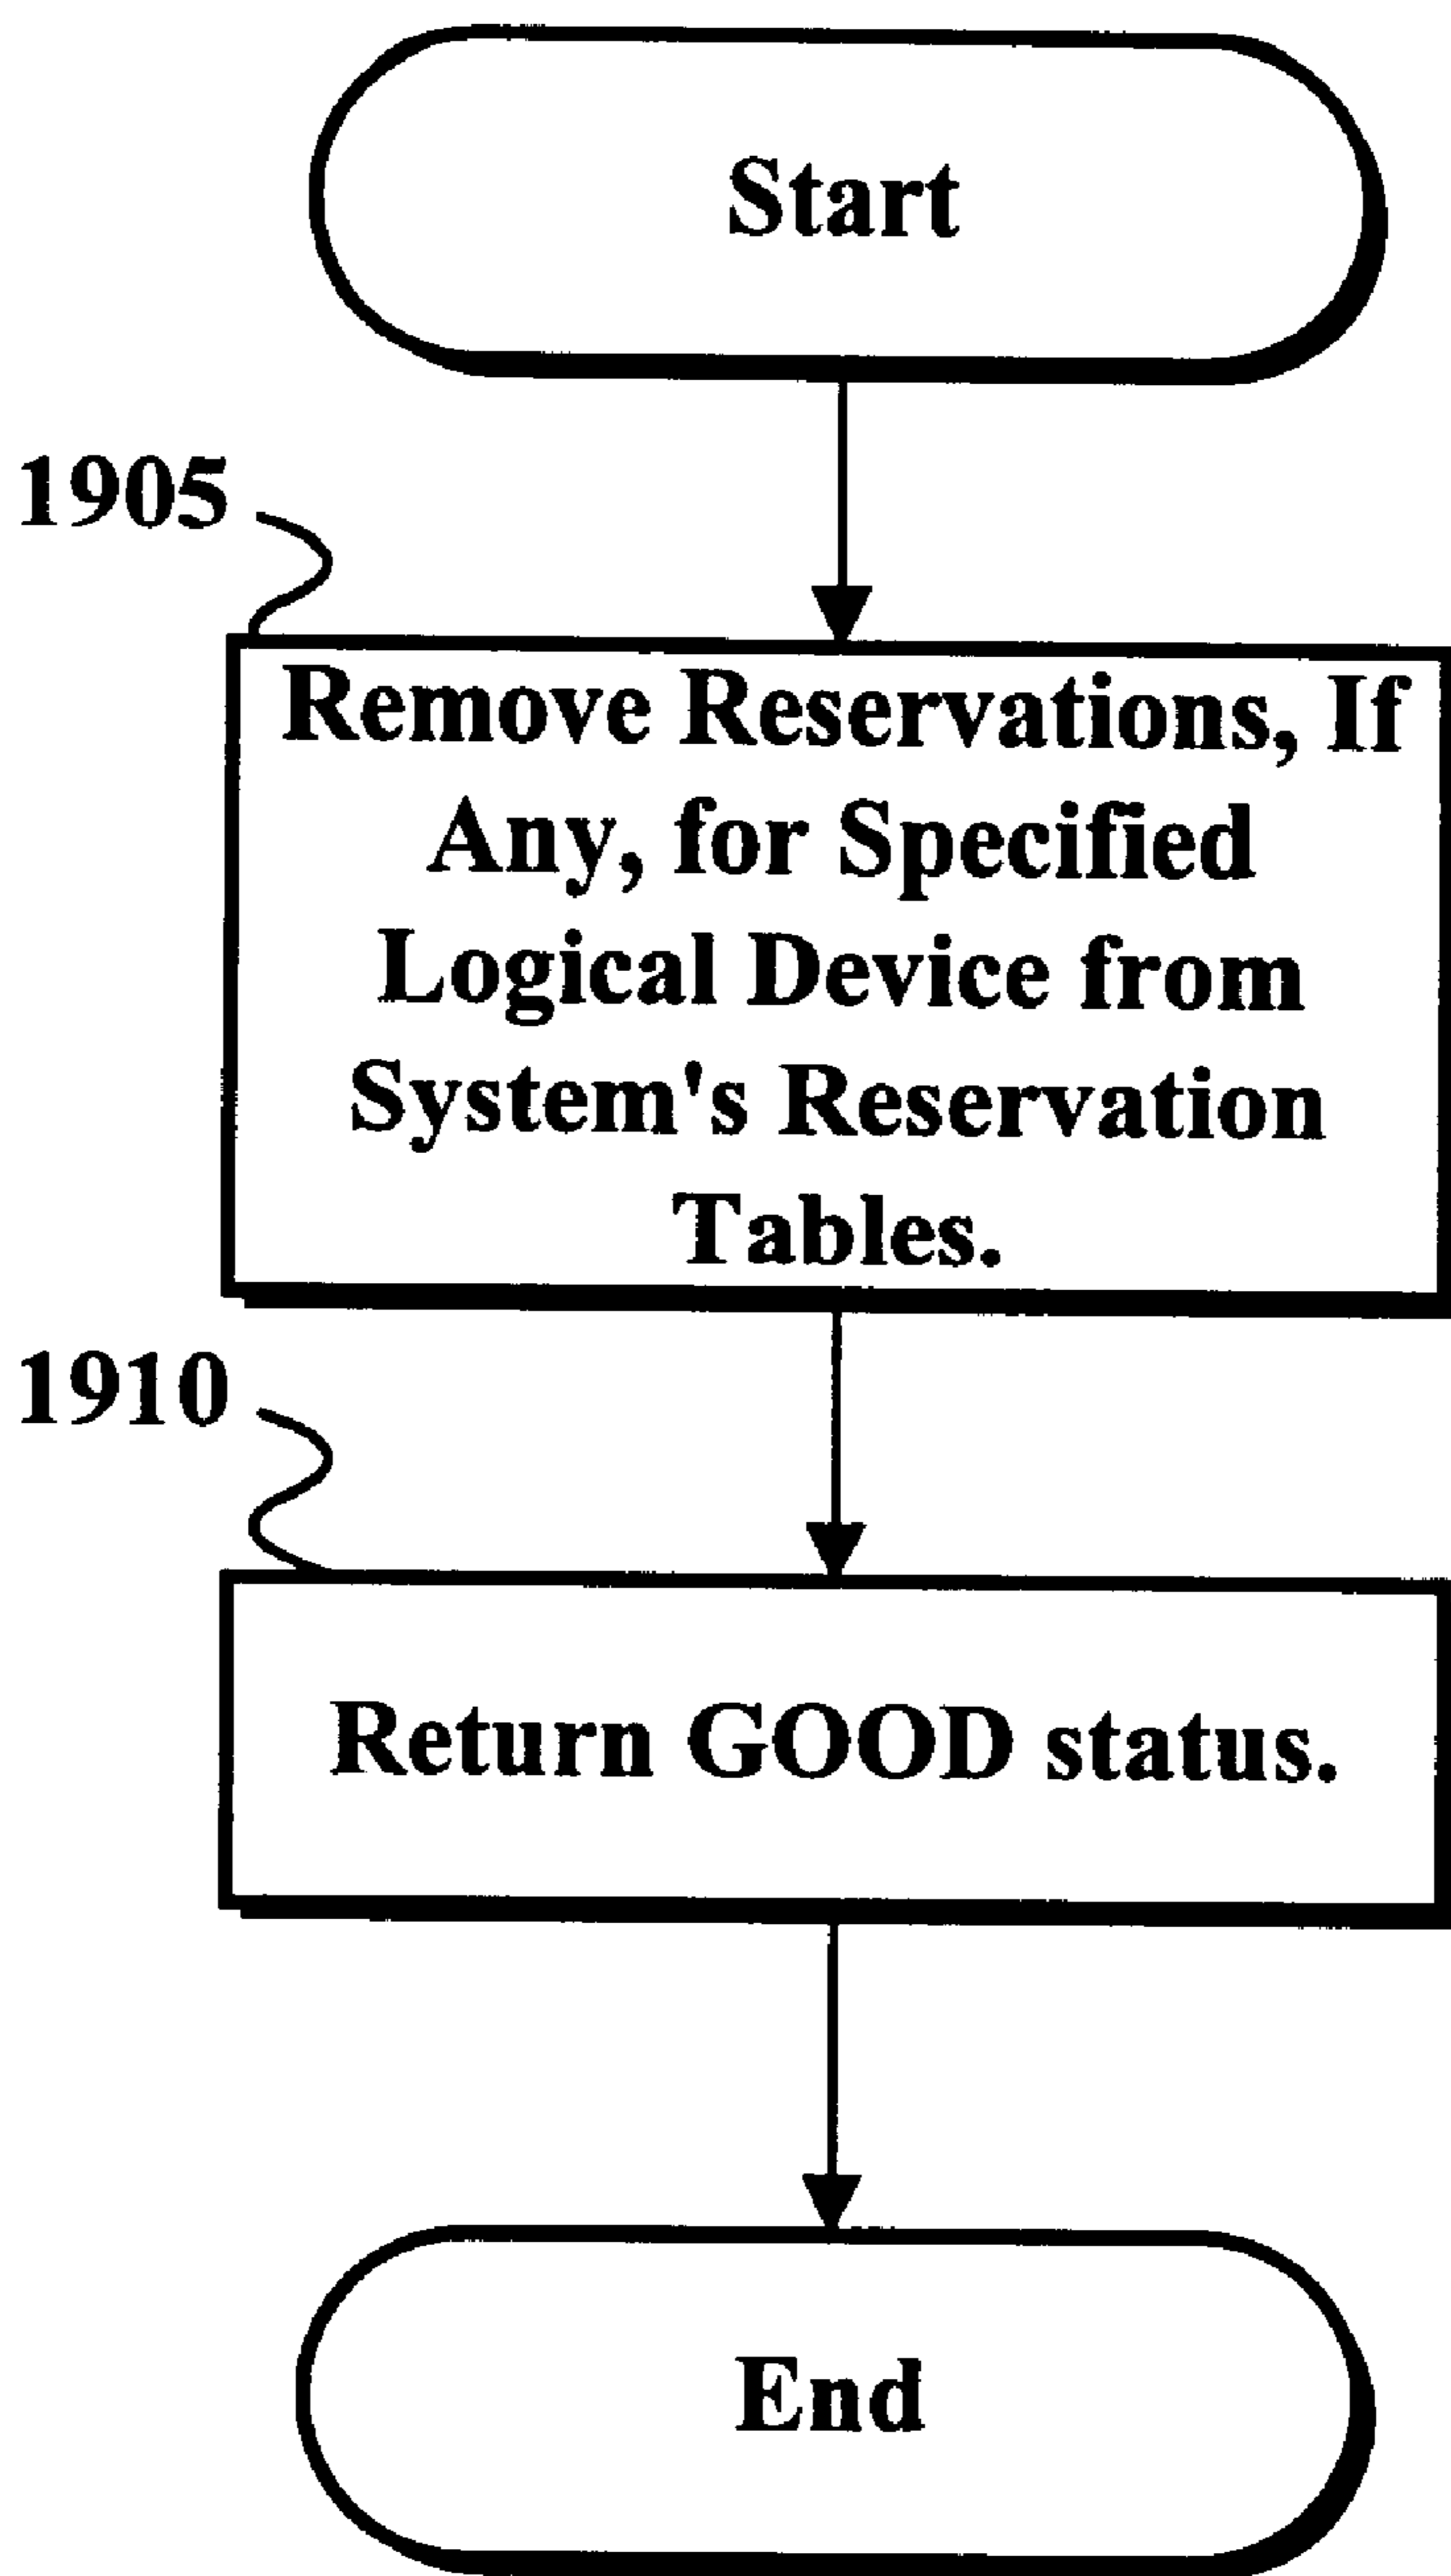 Start
1905
Remove Reservations, If
Any, for Specified
Logical Device from
System's Reservation
Tables.
1910
Return GOOD status.
End